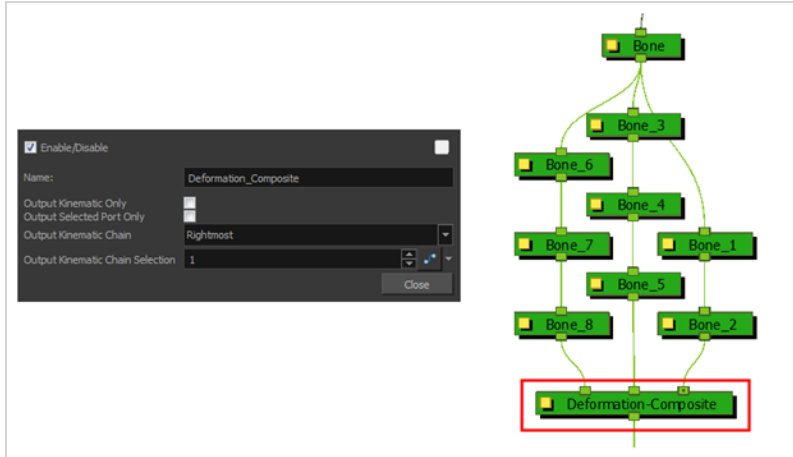 Enable/Disable
Name:
Deformation_Composite
Output Kinematic Only
Output Selected Port Only
Output Kinematic Chain
Rightmost
Output Kinematic Chain Selection
1
Close
Bone
Bone_3
Bone_6
Bone_4
Bone_7
Bone_1
Bone_5
Bone_8
Bone_2
Deformation-Composite